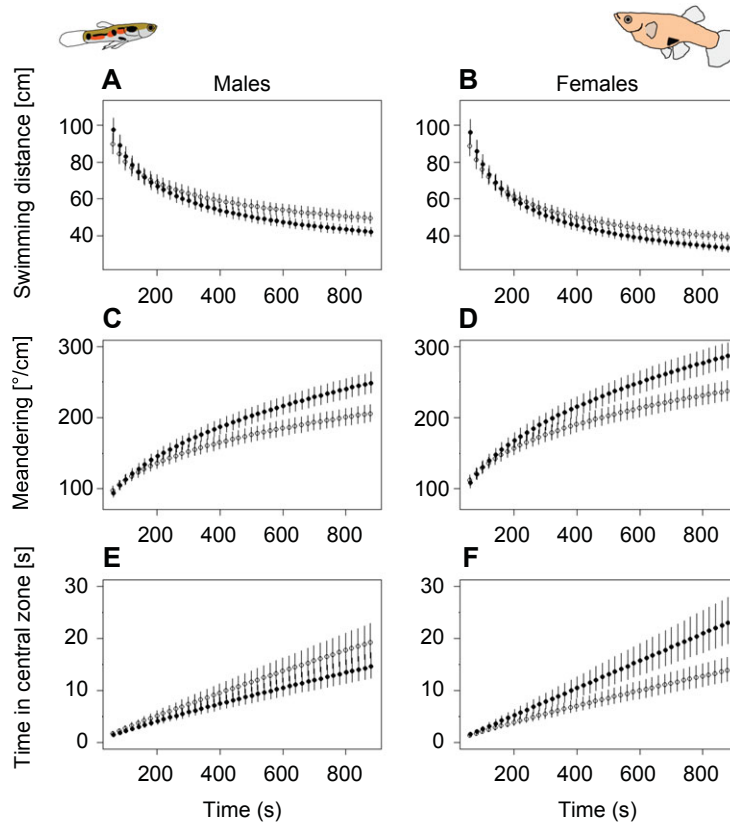 A Males B Females
Swimming distance [cm]
100
80
60
40
100
80
60
40
200 400 600 800
200 400 600 800
C D
Meandering [°/cm]
300
200
100
300
200
100
200 400 600 800
200 400 600 800
E F
Time in central zone [s]
30
20
10
0
30
20
10
0
200 400 600 800
200 400 600 800
Time (s) Time (s)